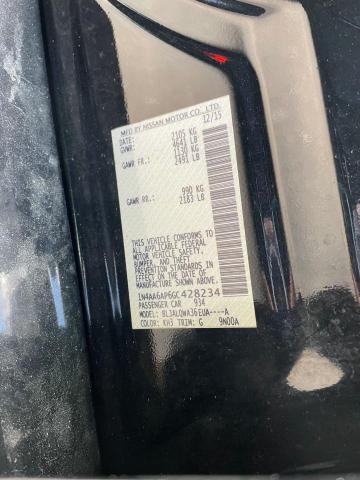 MFD BY NISSAN MOTOR CO., LTD.
DATE: 12/15
GVWR: 2105 KG
4641 LB
GAWR FR: 1130 KG
2491 LB
GAWR RR: 990 KG
2183 LB
THIS VEHICLE CONFORMS TO
ALL APPLICABLE FEDERAL
MOTOR VEHICLE SAFETY,
BUMPER, AND THEFT
PREVENTION STANDARDS
IN EFFECT ON THE DATE OF
MANUFACTURE SHOWN ABOVE.
1N4AA6AP6GC428234
PASSENGER CAR 934
MODEL: BL3ALQWA36EUA----A
COLOR: KH3 TRIM: G 9N00A